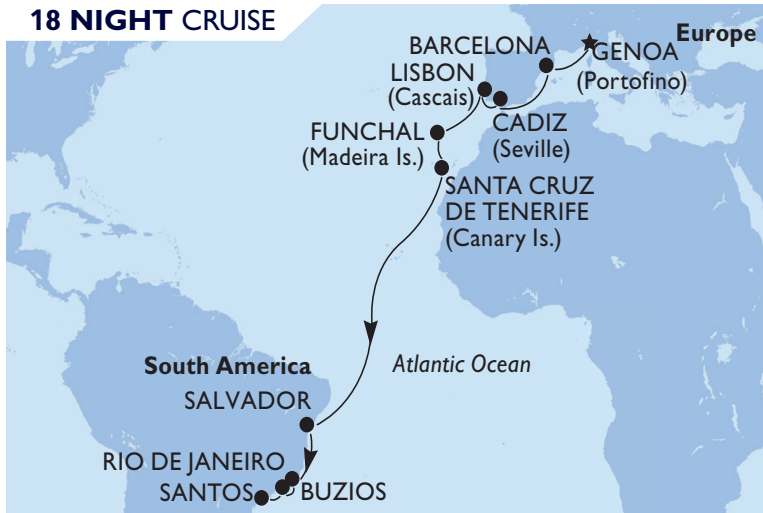 18 NIGHT CRUISE
Europe
BARCELONA
GENOA
(Portofino)
LISBON
(Cascais)
CADIZ
(Seville)
FUNCHAL
(Madeira Is.)
SANTA CRUZ
DE TENERIFE
(Canary Is.)
Atlantic Ocean
South America
SALVADOR
RIO DE JANEIRO
BUZIOS
SANTOS